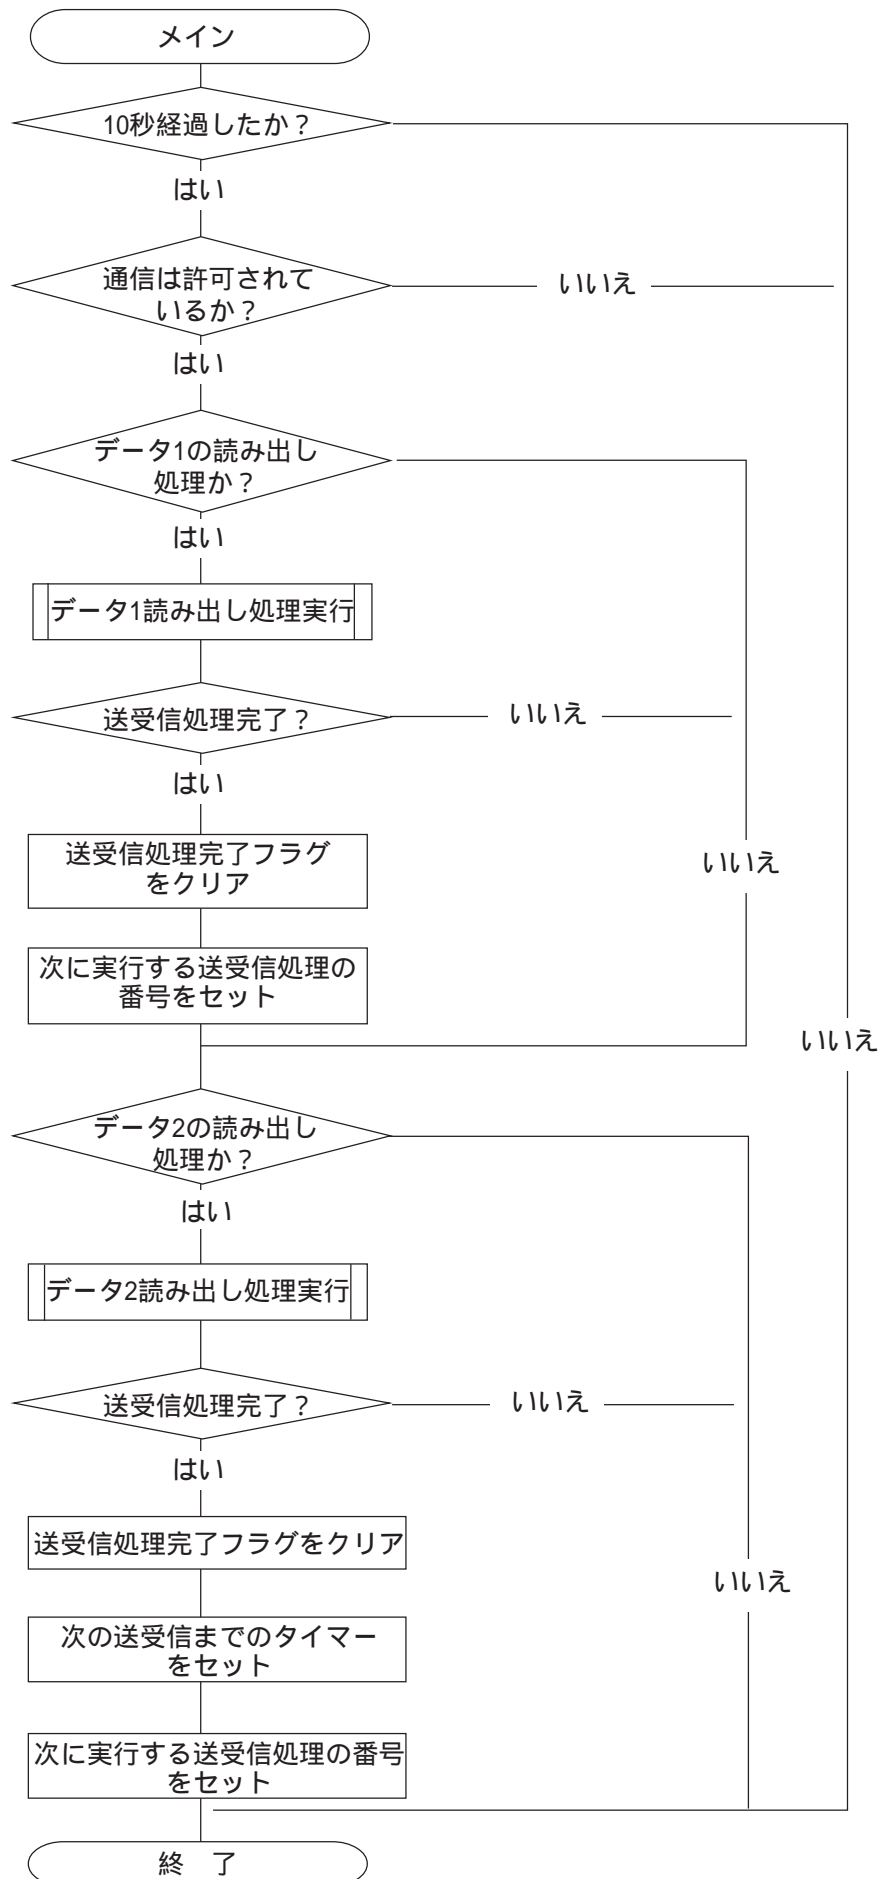 メイン
10秒経過したか？
はい
通信は許可されて
いるか？
いいえ
はい
データ1の読み出し
処理か？
はい
データ1読み出し処理実行
送受信処理完了？
いいえ
はい
送受信処理完了フラグ
をクリア
いいえ
次に実行する送受信処理の
番号をセット
いいえ
データ2の読み出し
処理か？
はい
データ2読み出し処理実行
送受信処理完了？
いいえ
はい
送受信処理完了フラグをクリア
いいえ
次の送受信までのタイマー
をセット
次に実行する送受信処理の番号
をセット
終　了